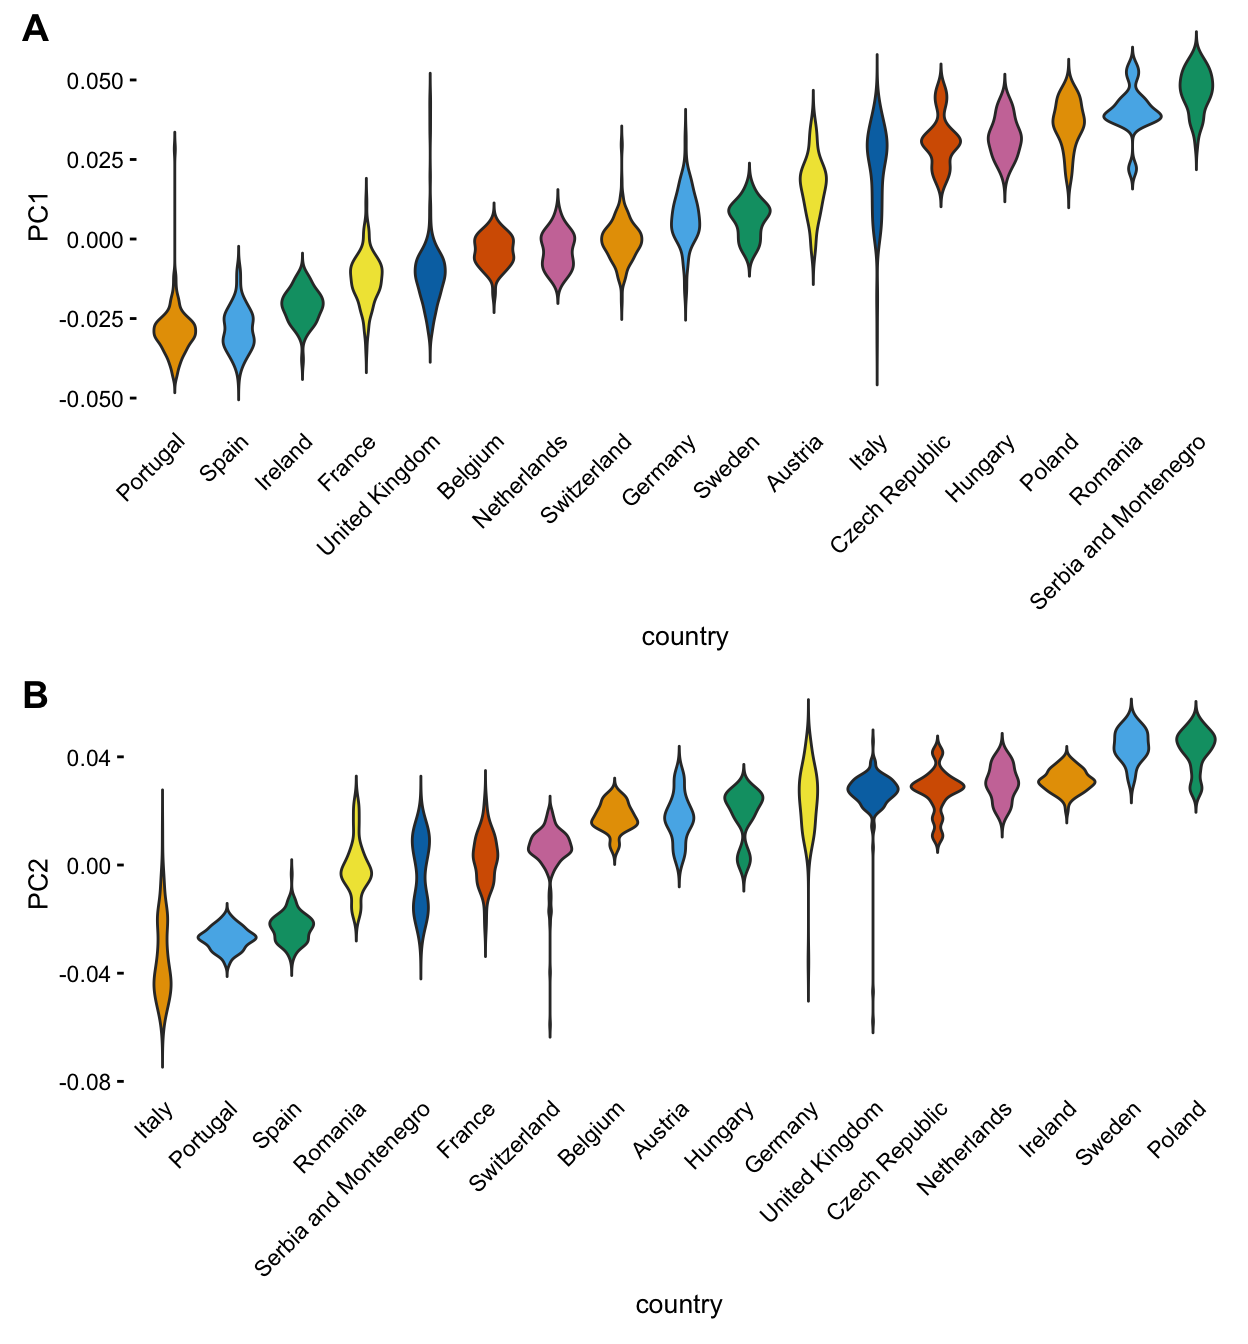 A
0.050
0.025
0.000
-0.025
-0.050
PC1
Portugal
Spain
Ireland
France
United Kingdom
Belgium
Netherlands
Switzerland
Germany
Sweden
Austria
Italy
Czech Republic
Hungary
Poland
Romania
Serbia and Montenegro
country
B
0.04
0.00
-0.04
-0.08
PC2
Italy
Portugal
Spain
Romania
Serbia and Montenegro
France
Switzerland
Belgium
Austria
Hungary
Germany
United Kingdom
Czech Republic
Netherlands
Ireland
Sweden
Poland
country